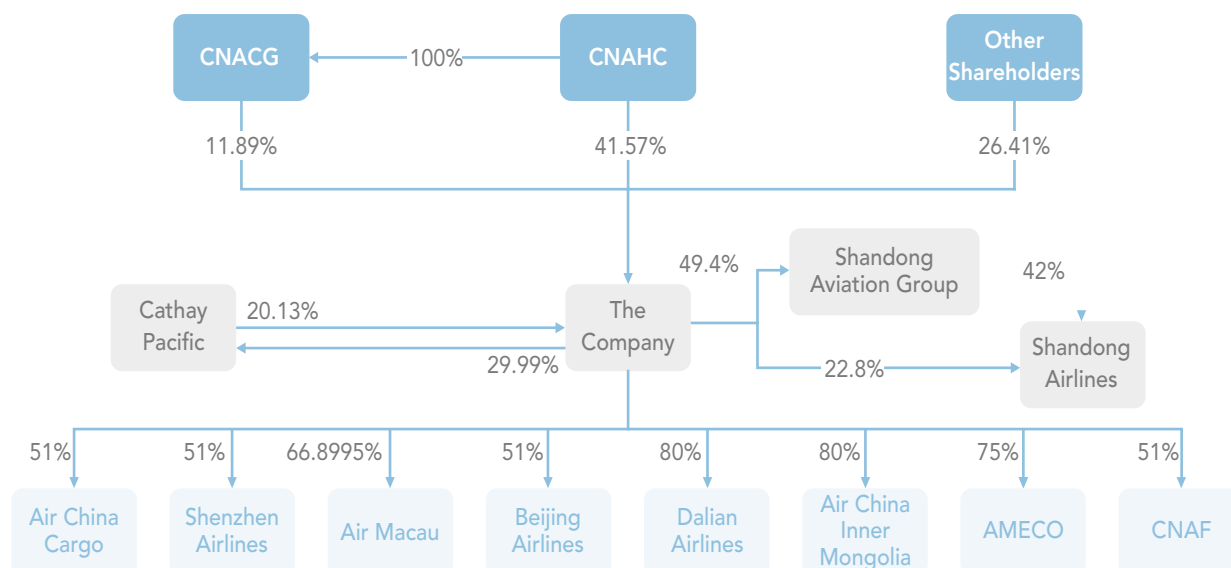 CNACG
100%
CNAHC
Other
Shareholders
11.89%
41.57%
26.41%
Cathay
Pacific
20.13%
29.99%
The
Company
49.4%
Shandong
Aviation Group
42%
22.8%
Shandong
Airlines
51%
51%
66.8995%
51%
80%
80%
75%
51%
Air China
Cargo
Shenzhen
Airlines
Air Macau
Beijing
Airlines
Dalian
Airlines
Air China
Inner
Mongolia
AMECO
CNAF